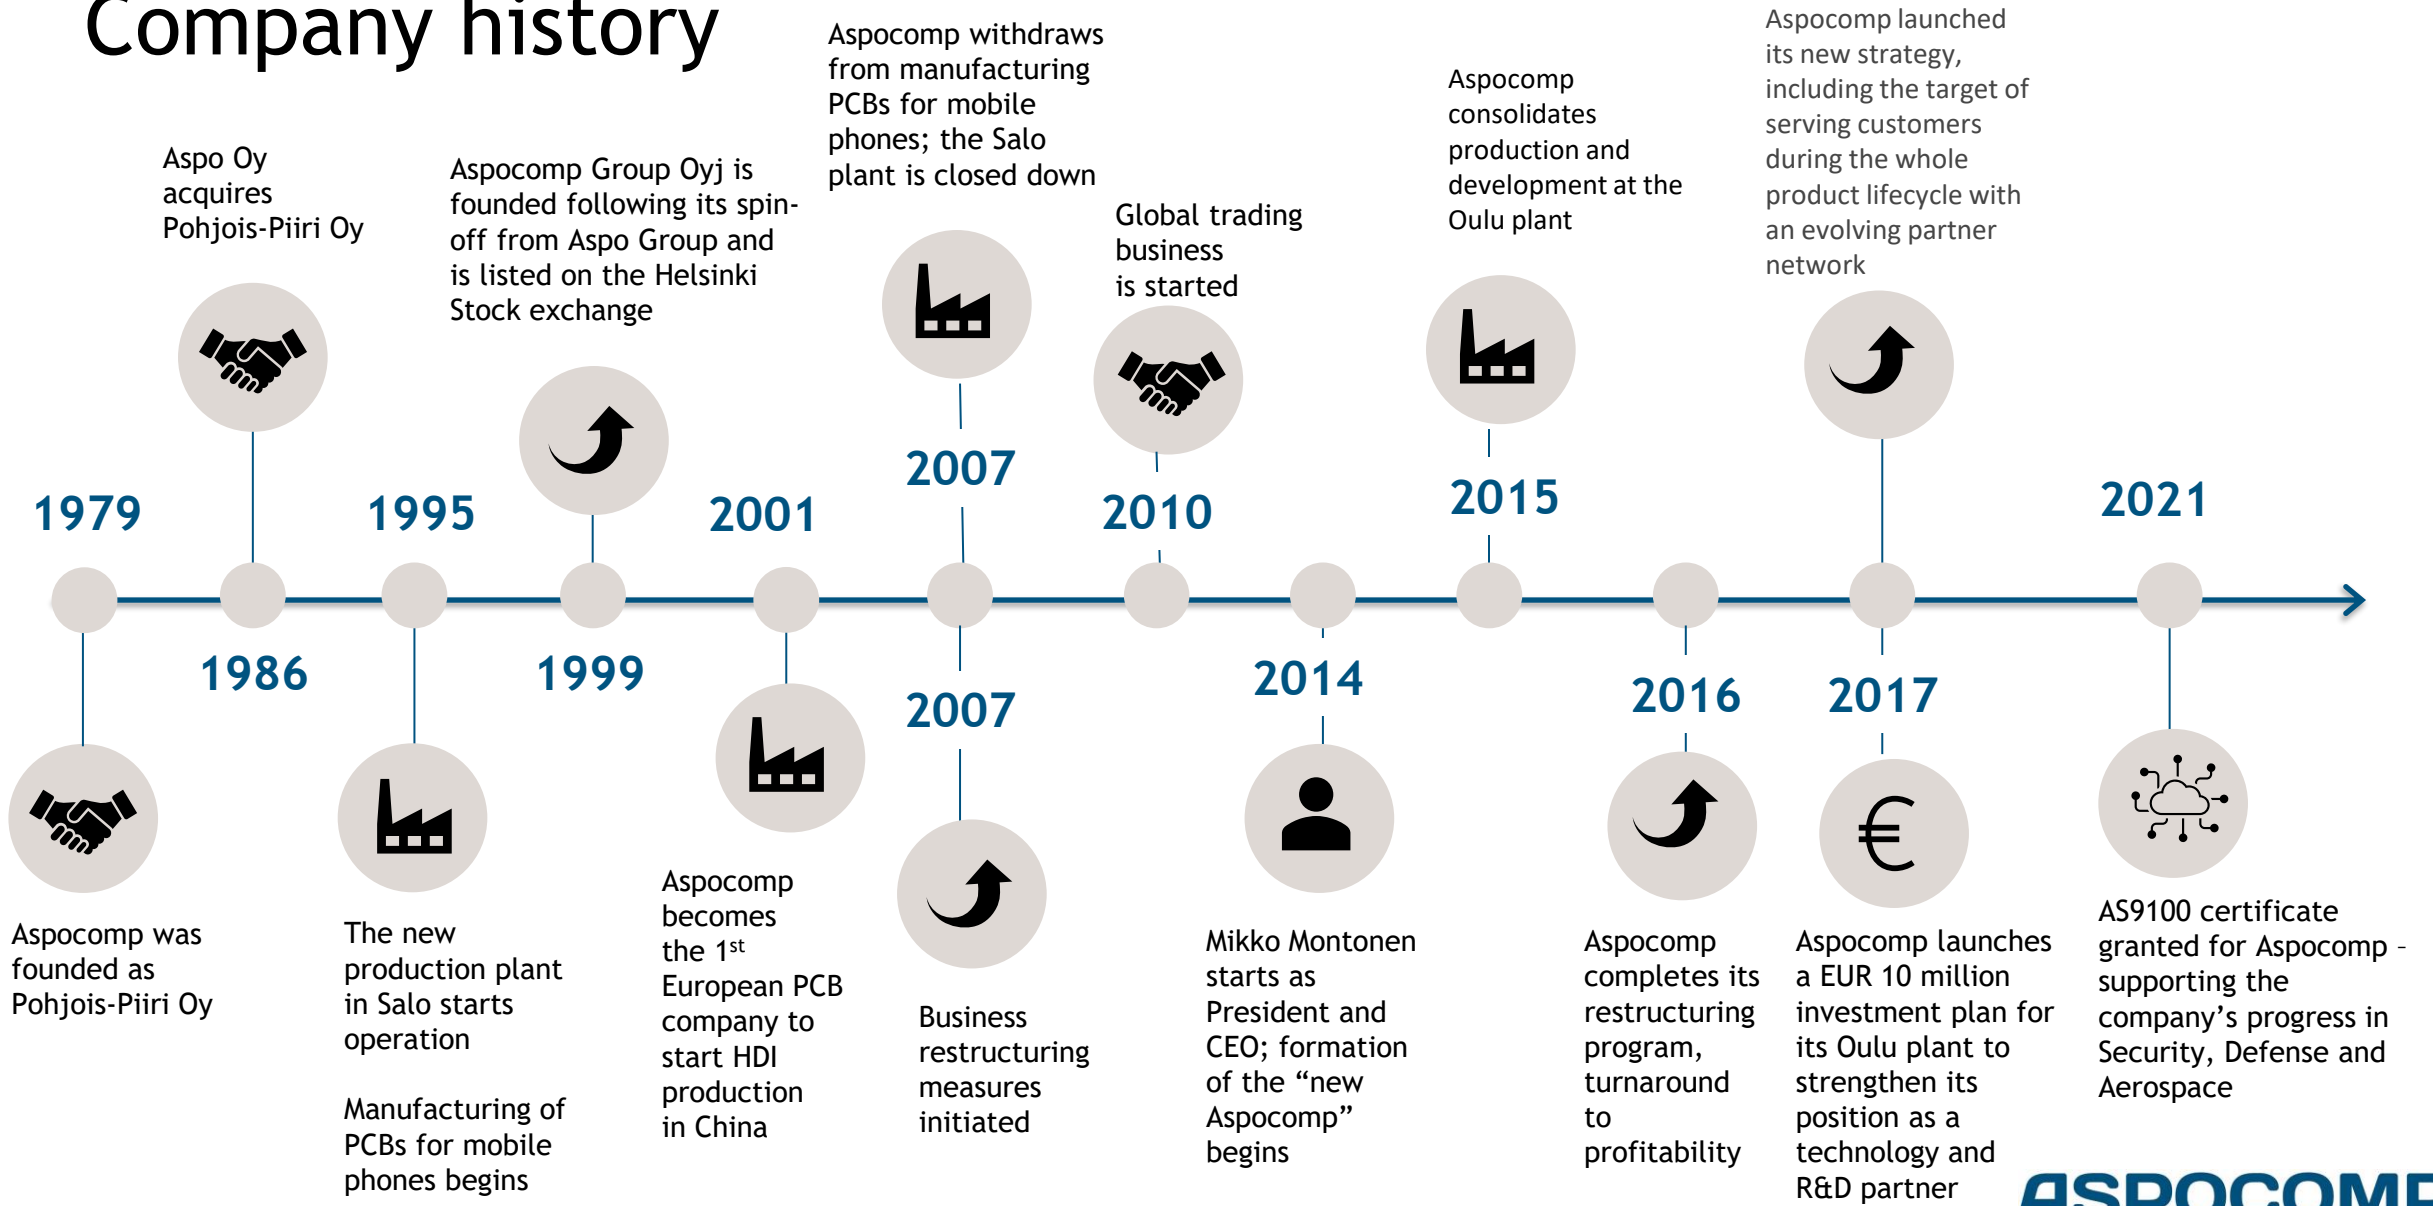 Company history
1979
Aspocomp was
founded as
Pohjois-Piiri Oy
Aspo Oy
acquires
Pohjois-Piiri Oy
1986
1995
The new
production plant
in Salo starts
operation
Manufacturing of
PCBs for mobile
phones begins
Aspocomp Group Oyj is
founded following its spin-
off from Aspo Group and
is listed on the Helsinki
Stock exchange
1999
2001
Aspocomp
becomes
the 1st
European PCB
company to
start HDI
production
in China
Aspocomp withdraws
from manufacturing
PCBs for mobile
phones; the Salo
plant is closed down
2007
2007
Business
restructuring
measures
initiated
Global trading
business
is started
2010
2014
Mikko Montonen
starts as
President and
CEO; formation
of the “new
Aspocomp”
begins
Aspocomp
consolidates
production and
development at the
Oulu plant
2015
2016
Aspocomp
completes its
restructuring
program,
turnaround
to
profitability
Aspocomp launched
its new strategy,
including the target of
serving customers
during the whole
product lifecycle with
an evolving partner
network
2017
Aspocomp launches
a EUR 10 million
investment plan for
its Oulu plant to
strengthen its
position as a
technology and
R&D partner
2021
AS9100 certificate
granted for Aspocomp –
supporting the
company’s progress in
Security, Defense and
Aerospace
ASPOCOMP